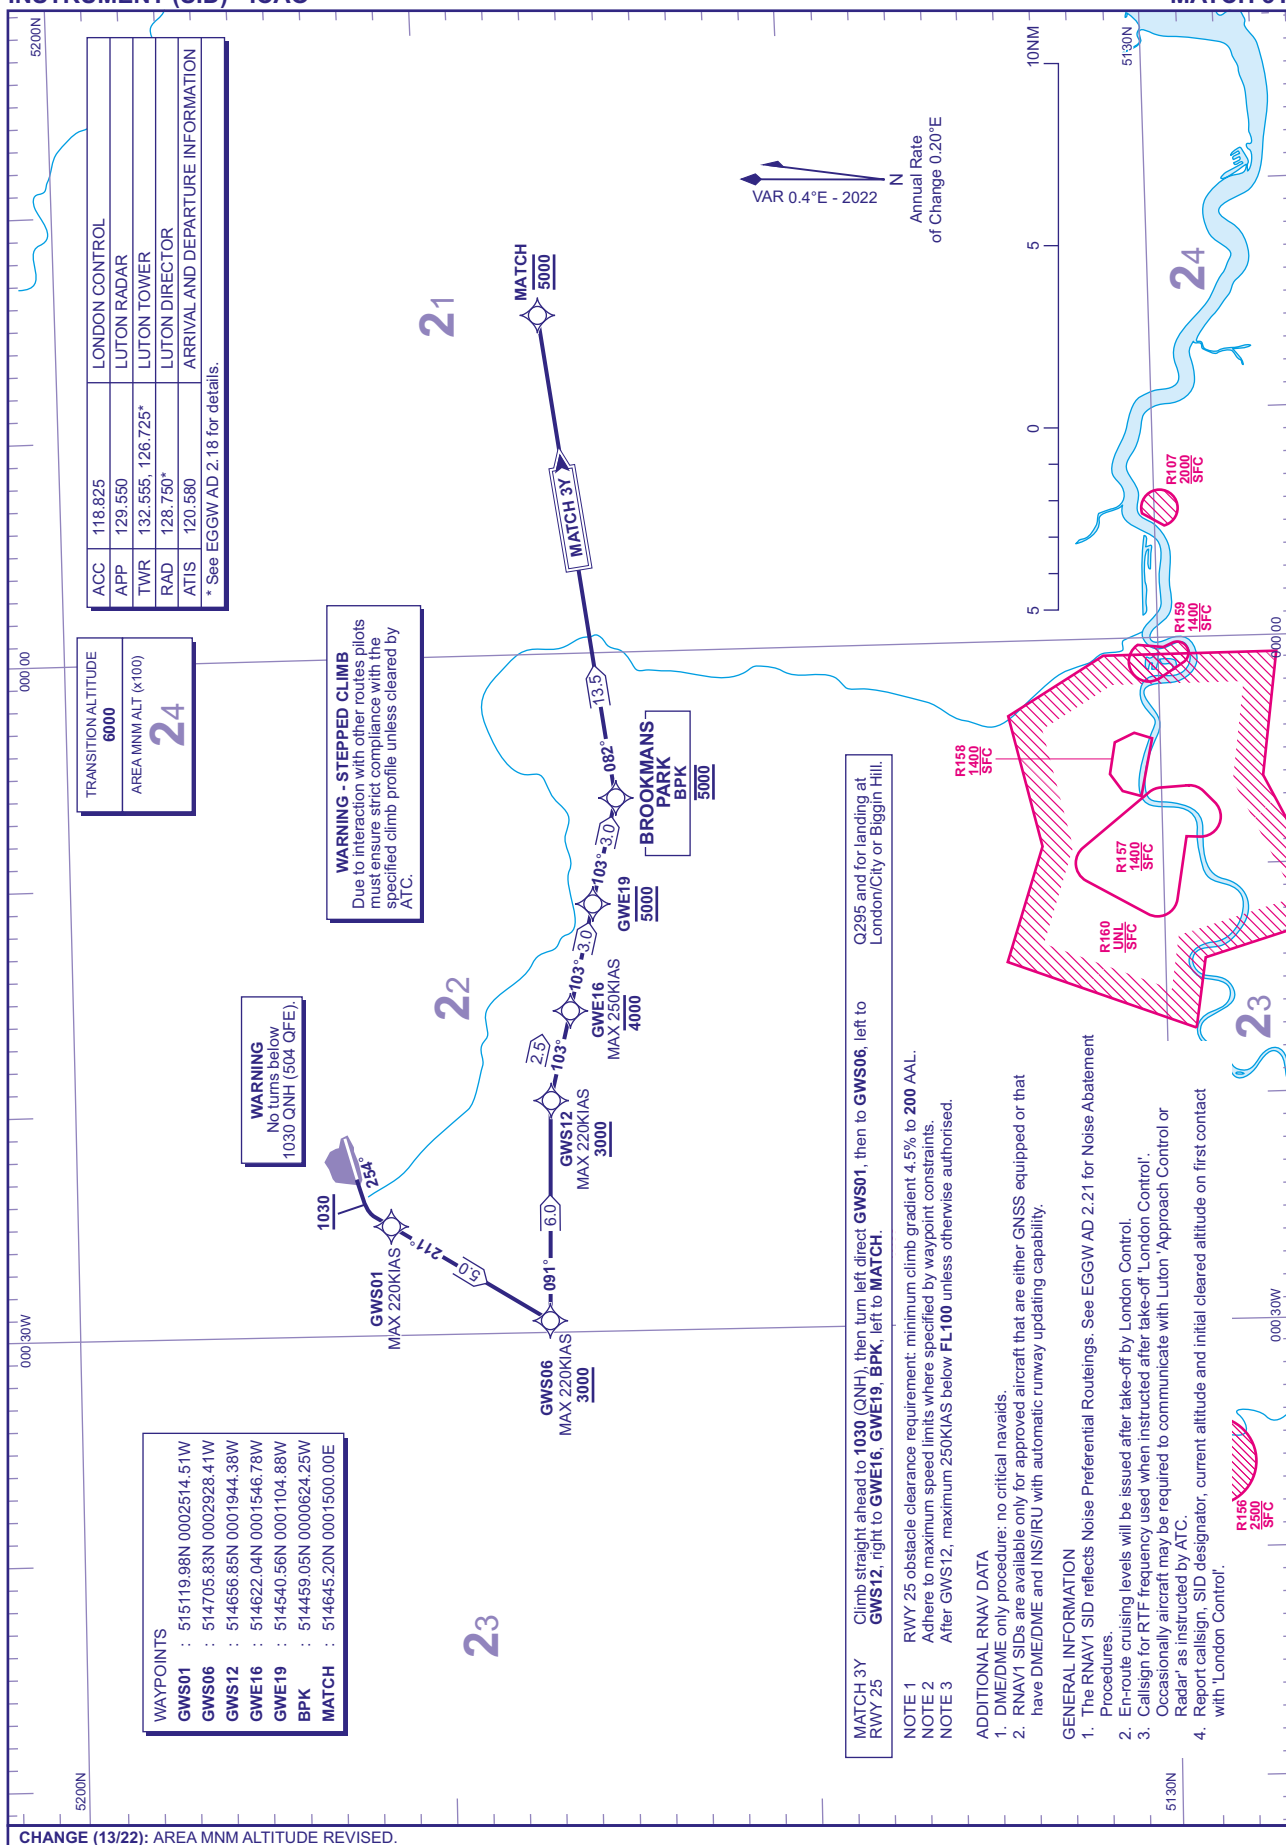 INSTRUMENT (SID) - ICAO
5200N
5200N
000 30W
000 00
WAYPOINTS
GWS01 : 515119.98N 0002514.51W
GWS06 : 514705.83N 0002928.41W
GWS12 : 514656.85N 0001944.38W
GWE16 : 514622.04N 0001546.78W
GWE19 : 514540.56N 0001104.88W
BPK : 514459.05N 0000624.25W
MATCH : 514645.20N 0001500.00E
TRANSITION ALTITUDE
6000
AREA MNM ALT (x100)
24
ACC 118.825 LONDON CONTROL
APP 129.550 LUTON RADAR
TWR 132.555, 126.725* LUTON TOWER
RAD 128.750* LUTON DIRECTOR
ATIS 120.580 ARRIVAL AND DEPARTURE INFORMATION
* See EGGW AD 2.18 for details.
WARNING
No turns below
1030 QNH (504 QFE).
WARNING - STEPPED CLIMB
Due to interaction with other routes pilots
must ensure strict compliance with the
specified climb profile unless cleared by
ATC.
23
22
21
1030
254°
GWS01
MAX 220KIAS
211°
5.0
GWS06
MAX 220KIAS
3000
091°
6.0
GWS12
MAX 220KIAS
3000
2.5
103°
GWE16
MAX 250KIAS
4000
103°
3.0
GWE19
5000
103°
3.0
BROOKMANS
PARK
BPK
5000
082°
13.5
MATCH 3Y
MATCH
5000
VAR 0.4°E - 2022
N
Annual Rate
of Change 0.20°E
5
0
5
10NM
MATCH 3Y
RWY 25
Climb straight ahead to 1030 (QNH), then turn left direct GWS01, then to GWS06, left to
GWS12, right to GWE16, GWE19, BPK, left to MATCH.
Q295 and for landing at
London/City or Biggin Hill.
NOTE 1 RWY 25 obstacle clearance requirement: minimum climb gradient 4.5% to 200 AAL.
NOTE 2 Adhere to maximum speed limits where specified by waypoint constraints.
NOTE 3 After GWS12, maximum 250KIAS below FL100 unless otherwise authorised.
ADDITIONAL RNAV DATA
1. DME/DME only procedure: no critical navaids.
2. RNAV1 SIDs are available only for approved aircraft that are either GNSS equipped or that
have DME/DME and INS/IRU with automatic runway updating capability.
GENERAL INFORMATION
1. The RNAV1 SID reflects Noise Preferential Routeings. See EGGW AD 2.21 for Noise Abatement
Procedures.
2. En-route cruising levels will be issued after take-off by London Control.
3. Callsign for RTF frequency used when instructed after take-off 'London Control'.
Occasionally aircraft may be required to communicate with Luton 'Approach Control or
Radar' as instructed by ATC.
4. Report callsign, SID designator, current altitude and initial cleared altitude on first contact
with 'London Control'.
R158
1400
SFC
R157
1400
SFC
R160
UNL
SFC
R159
1400
SFC
R107
2000
SFC
R156
2500
SFC
23
24
5130N
5130N
000 30W
000 00
CHANGE (13/22): AREA MNM ALTITUDE REVISED.